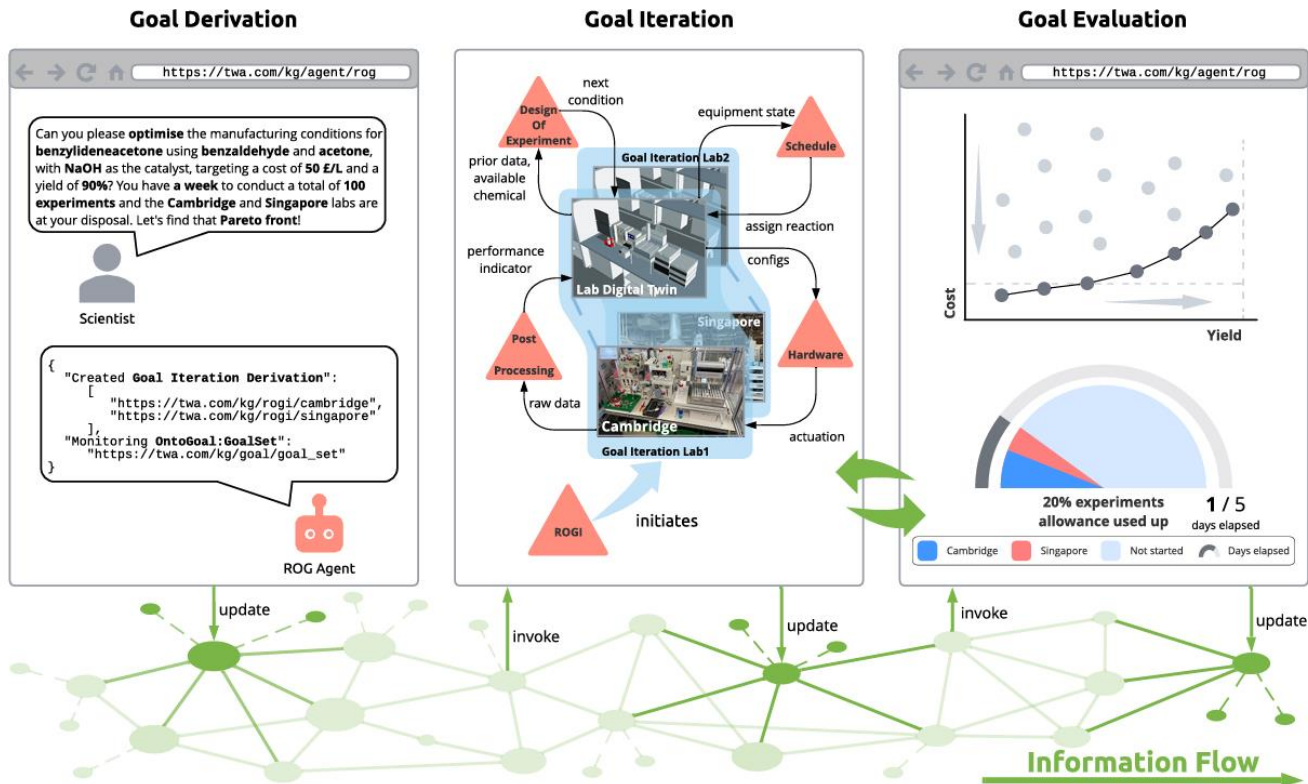 Goal Derivation
https://twa.com/kg/agent/rog
Can you please optimise the manufacturing conditions for
benzylideneacetone using benzaldehyde and acetone,
with NaOH as the catalyst, targeting a cost of 50 £/L and a
yield of 90%? You have a week to conduct a total of 100
experiments and the Cambridge and Singapore labs are
at your disposal. Let's find that Pareto front!
Scientist
{
"Created Goal Iteration Derivation":
[
"https://twa.com/kg/rogi/cambridge",
"https://twa.com/kg/rogi/singapore",
],
"Monitoring OntoGoal:GoalSet":
"https://twa.com/kg/goal/goal_set"
}
ROG Agent
Goal Iteration
next
condition
Design
Of
Experiment
equipment state
Schedule
prior data,
available
chemical
Goal Iteration Lab2
assign reaction
performance
indicator
configs
Lab Digital Twin
Singapore
Post
Processing
Hardware
raw data
Cambridge
actuation
Goal Iteration Lab1
ROGI
initiates
Goal Evaluation
https://twa.com/kg/agent/rog
Cost
Yield
20% experiments
allowance used up
1 / 5
days elapsed
Cambridge
Singapore
Not started
Days elapsed
update
invoke
update
invoke
update
Information Flow